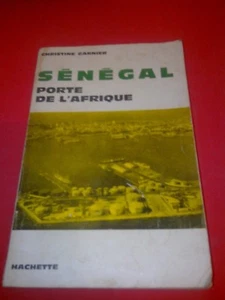 CHRISTINE GARNIER
SÉNÉGAL
PORTE
DE L'AFRIQUE
HACHETTE